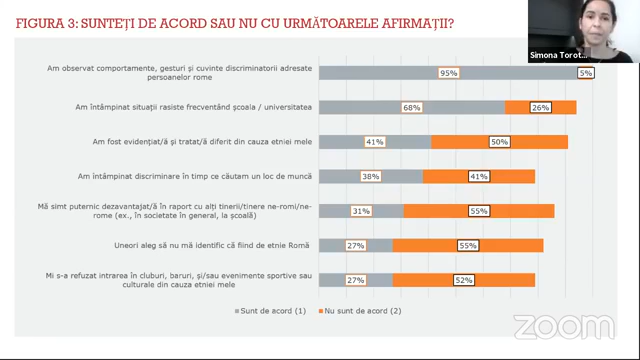 FIGURA 3: SUNTEȚI DE ACORD SAU NU CU URMĂTOARELE AFIRMAȚII?
Simona Torot...
Am observat comportamente, gesturi și cuvinte discriminatorii adresate
persoanelor rome
95%
5%
Am întâmpinat situații rasiste frecventând școala / universitatea
68%
26%
Am fost evidențiat/ă și tratat/ă diferit din cauza etniei mele
41%
50%
Am întâmpinat discriminare în timp ce căutam un loc de muncă
38%
41%
Mă simt puternic dezavantajat/ă în raport cu alți tinerii/tinere ne-romi/ne-
rome (ex., în societate în general, la școală)
31%
55%
Uneori aleg să nu mă identific că fiind de etnie Romă
27%
55%
Mi s-a refuzat intrarea în cluburi, baruri, și/sau evenimente sportive sau
culturale din cauza etniei mele
27%
52%
Sunt de acord (1)
Nu sunt de acord (2)
zoom